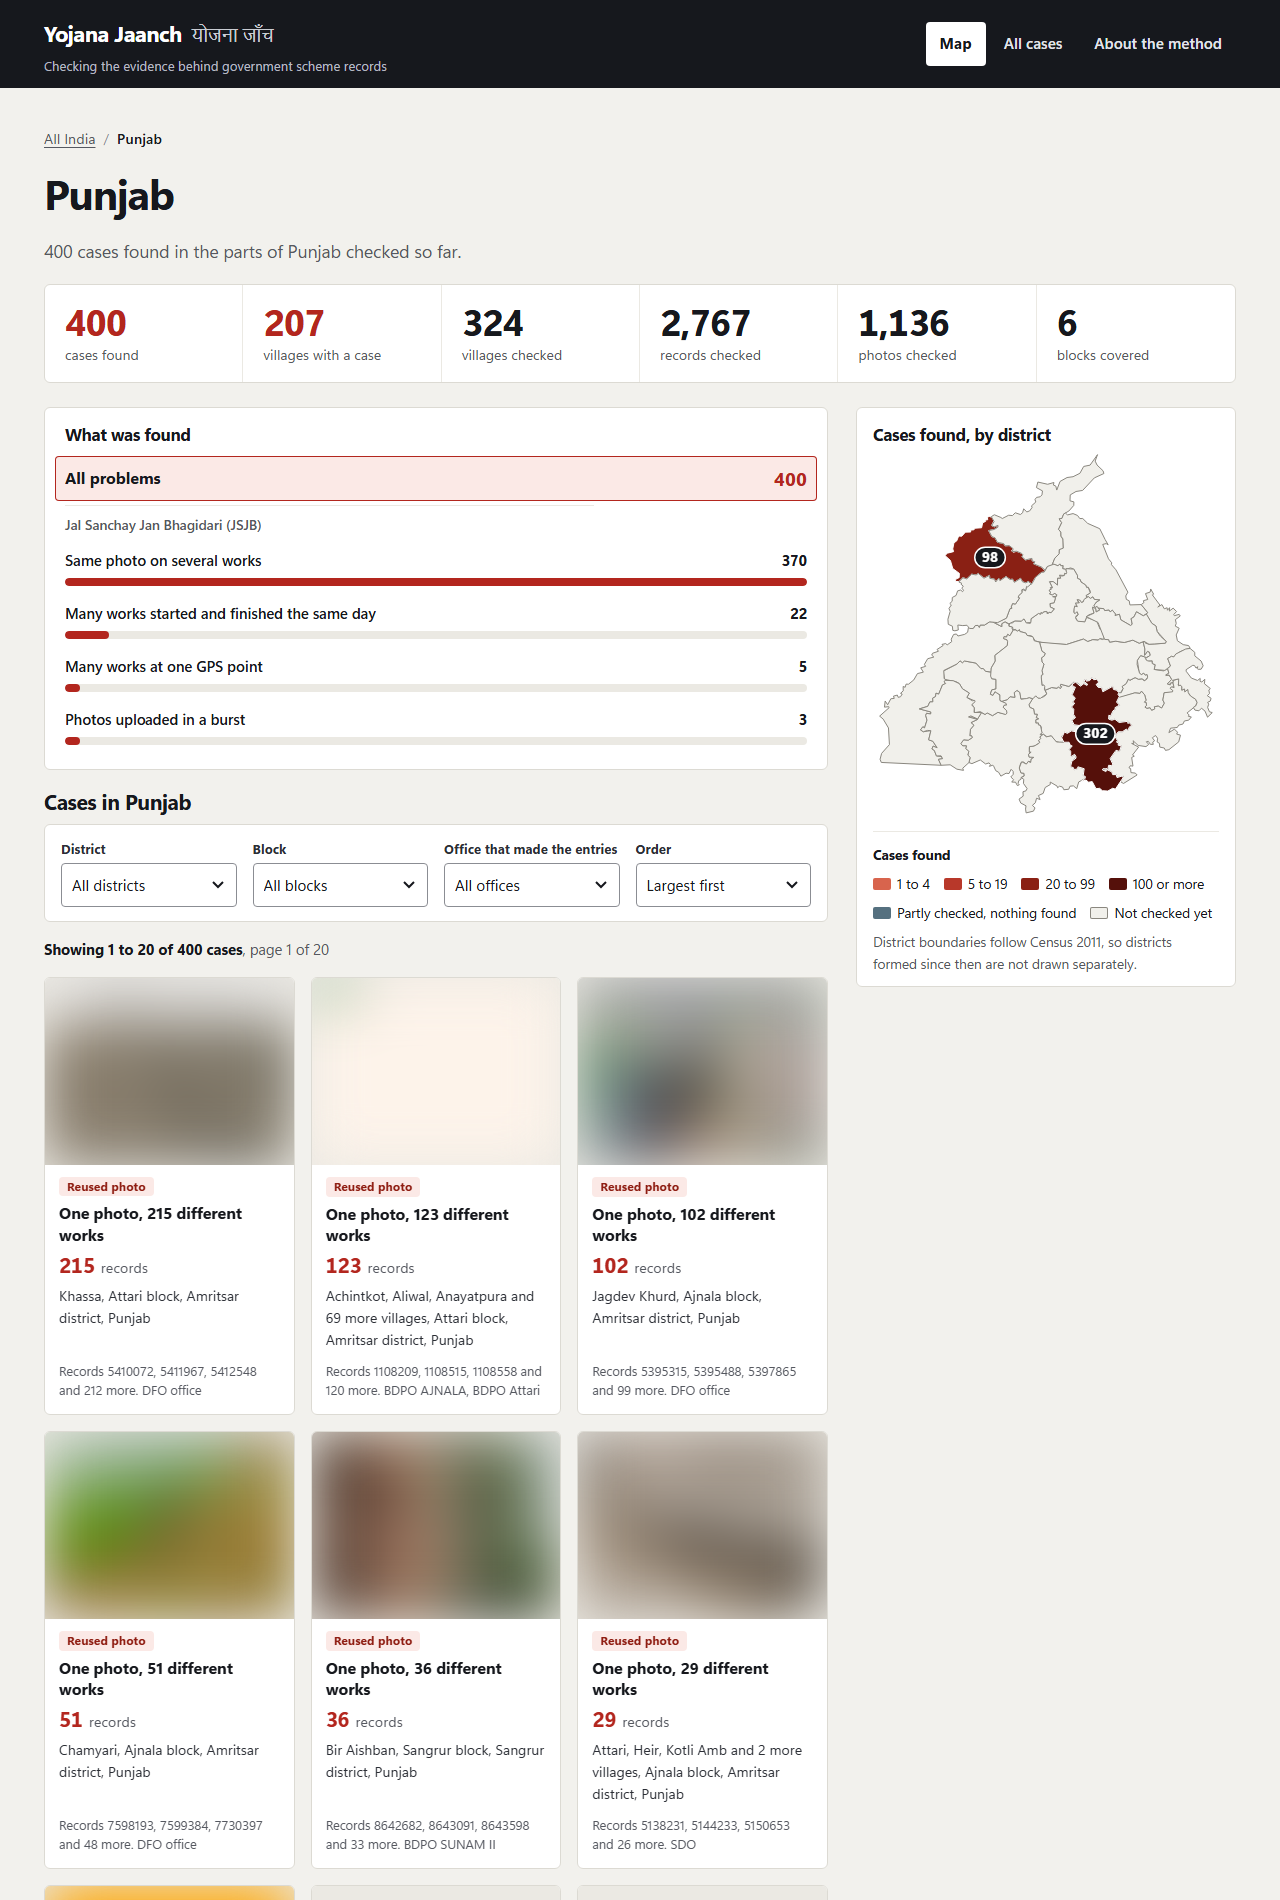 Yojana Jaanch योजना जाँच
Checking the evidence behind government scheme records
Map
All cases
About the method
All India / Punjab
Punjab
400 cases found in the parts of Punjab checked so far.
400
cases found
207
villages with a case
324
villages checked
2,767
records checked
1,136
photos checked
6
blocks covered
What was found
All problems 400
Jal Sanchay Jan Bhagidari (JSJB)
Same photo on several works 370
Many works started and finished the same day 22
Many works at one GPS point 5
Photos uploaded in a burst 3
Cases found, by district
98
302
Cases found
1 to 4
5 to 19
20 to 99
100 or more
Partly checked, nothing found
Not checked yet
District boundaries follow Census 2011, so districts
formed since then are not drawn separately.
Cases in Punjab
District
All districts
Block
All blocks
Office that made the entries
All offices
Order
Largest first
Showing 1 to 20 of 400 cases, page 1 of 20
Reused photo
One photo, 215 different
works
215 records
Khassa, Attari block, Amritsar
district, Punjab
Records 5410072, 5411967, 5412548
and 212 more. DFO office
Reused photo
One photo, 123 different
works
123 records
Achintkot, Aliwal, Anayatpura and
69 more villages, Attari block,
Amritsar district, Punjab
Records 1108209, 1108515, 1108558 and
120 more. BDPO AJNALA, BDPO Attari
Reused photo
One photo, 102 different
works
102 records
Jagdev Khurd, Ajnala block,
Amritsar district, Punjab
Records 5395315, 5395488, 5397865
and 99 more. DFO office
Reused photo
One photo, 51 different
works
51 records
Chamyari, Ajnala block, Amritsar
district, Punjab
Records 7598193, 7599384, 7730397
and 48 more. DFO office
Reused photo
One photo, 36 different
works
36 records
Bir Aishban, Sangrur block, Sangrur
district, Punjab
Records 8642682, 8643091, 8643598
and 33 more. BDPO SUNAM II
Reused photo
One photo, 29 different
works
29 records
Attari, Heir, Kotli Amb and 2 more
villages, Ajnala block, Amritsar
district, Punjab
Records 5138231, 5144233, 5150653
and 26 more. SDO